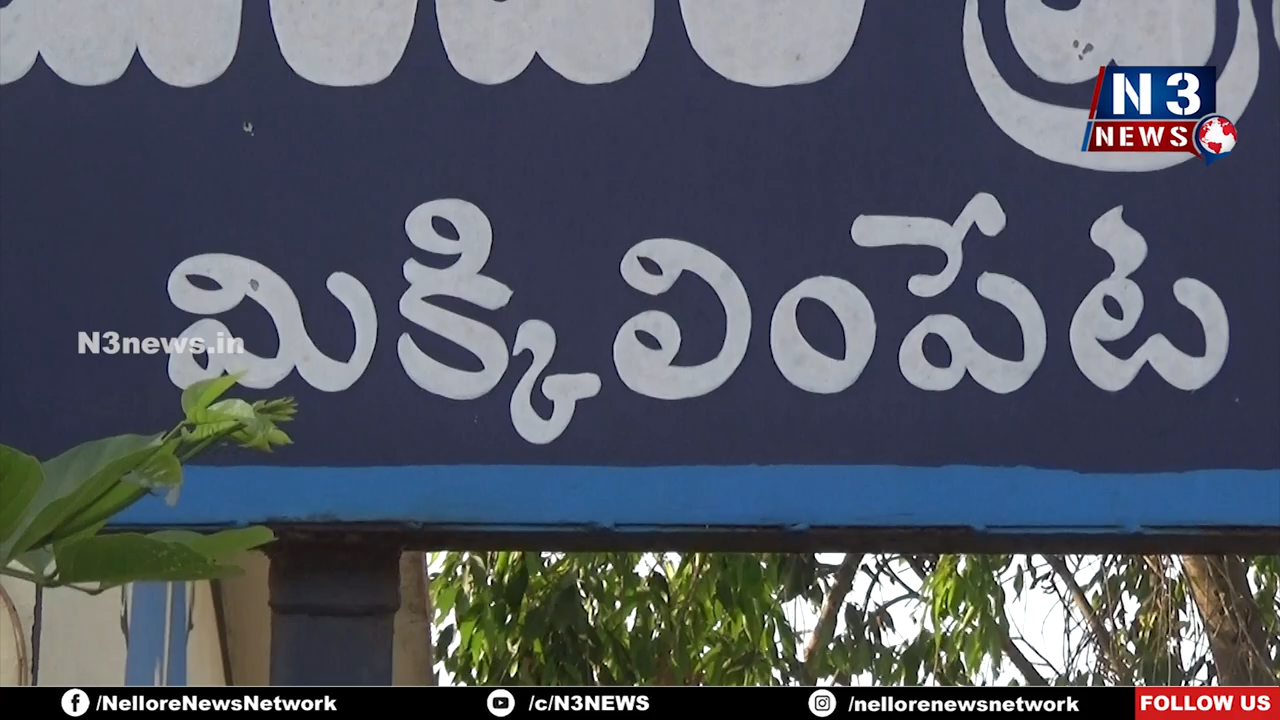 N3
NEWS
మిక్కిలింపేట
N3news.in
/NelloreNewsNetwork
/c/N3NEWS
/nellorenewsnetwork
FOLLOW US